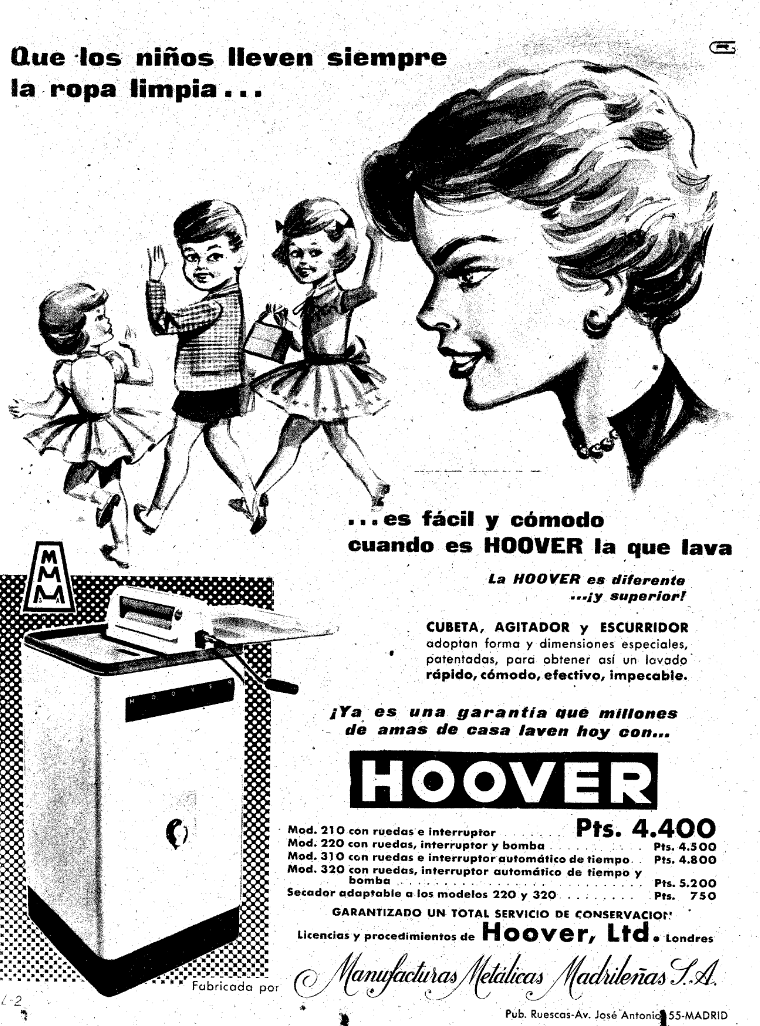 Que los niños lleven siempre
la ropa limpia...
...es fácil y cómodo
cuando es HOOVER la que lava
La HOOVER es diferente
...¡y superior!
CUBETA, AGITADOR y ESCURRIDOR
adoptan forma y dimensiones especiales,
patentadas, para obtener así un lavado
rápido, cómodo, efectivo, impecable.
¡Ya es una garantía que millones
de amas de casa laven hoy con...
MMM
HOOVER
HOOVER
Mod. 210 con ruedas e interruptor . . . . . . . Pts. 4.400
Mod. 220 con ruedas, interruptor y bomba . . . . . . . . . Pts. 4.500
Mod. 310 con ruedas e interruptor automático de tiempo . . Pts. 4.800
Mod. 320 con ruedas, interruptor automático de tiempo y
bomba . . . . . . . . . . . . . . . . . . . . . Pts. 5.200
Secador adaptable a los modelos 220 y 320 . . . . . . . . Pts. 750
GARANTIZADO UN TOTAL SERVICIO DE CONSERVACION
Licencias y procedimientos de Hoover, Ltd. Londres
Fabricada por Manufacturas Metálicas Madrileñas S.A.
L-2
Pub. Ruescas-Av. José Antonio, 55-MADRID